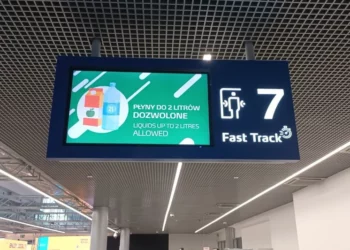 PŁYNY DO 2 LITRÓW
DOZWOLONE
LIQUIDS UP TO 2 LITRES
ALLOWED
7
Fast Track